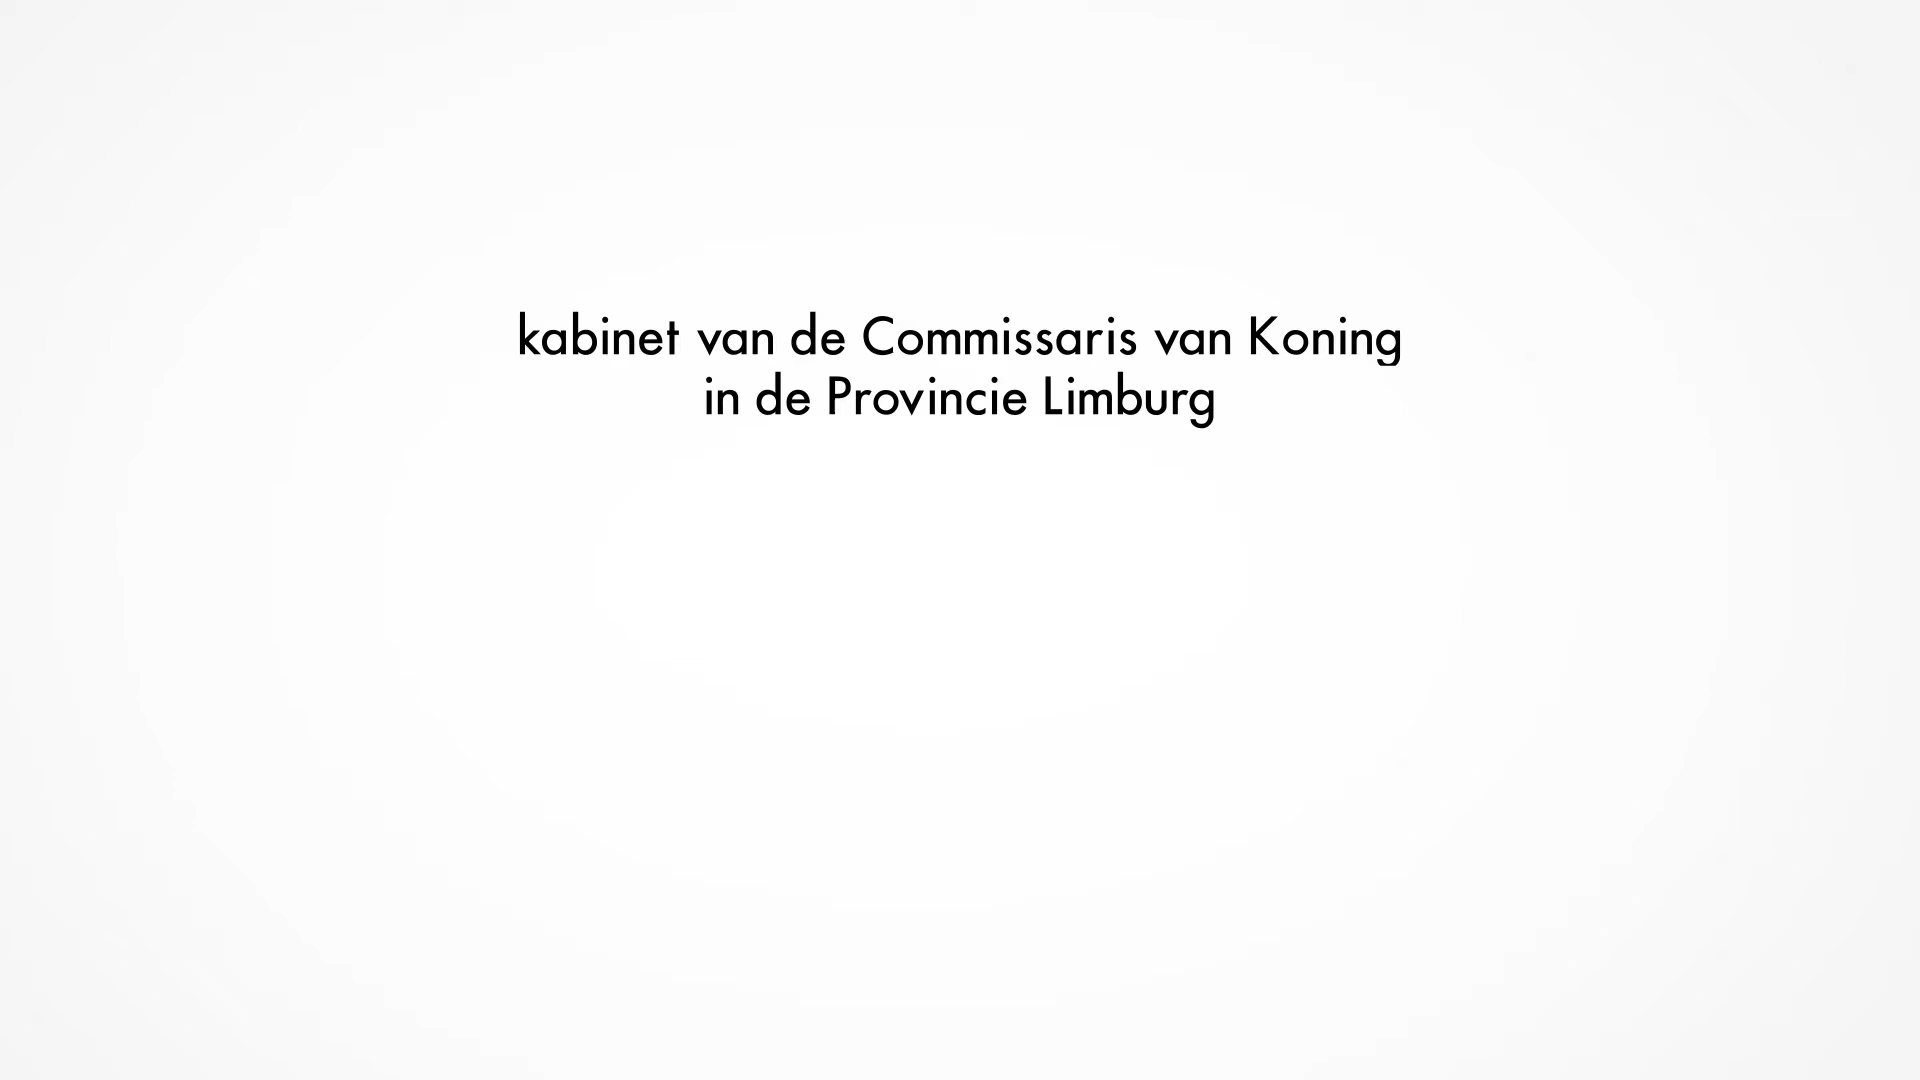 kabinet van de Commissaris van Koning
in de Provincie Limburg